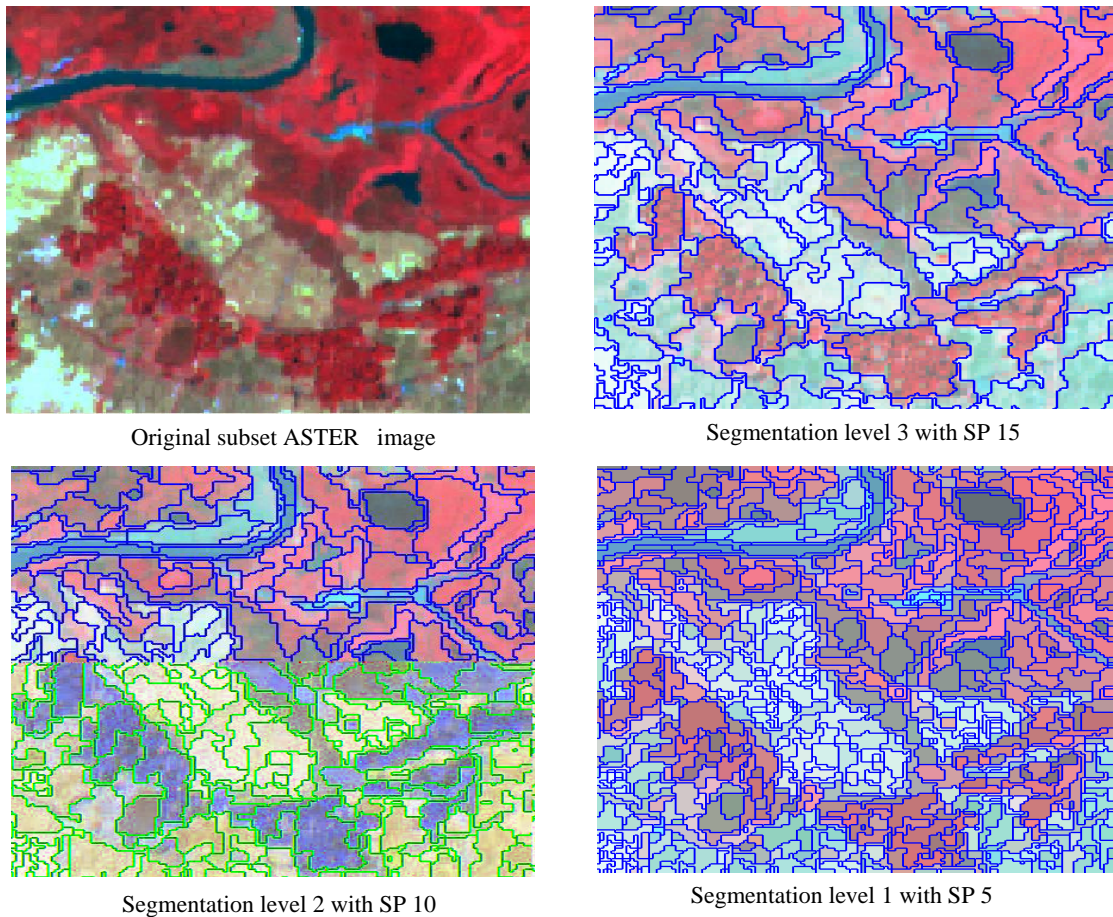 Original subset ASTER image
Segmentation level 3 with SP 15
Segmentation level 2 with SP 10
Segmentation level 1 with SP 5